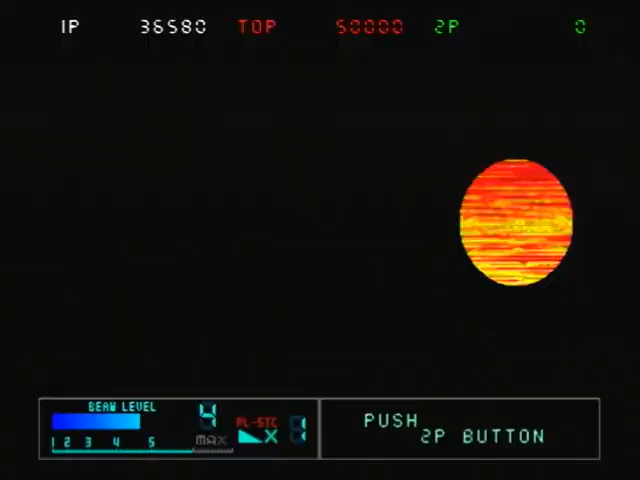 1P 36580 TOP 50000 2P 0
BEAM LEVEL 4 PL-STC
1 2 3 4 5 MAX X
PUSH
2P BUTTON